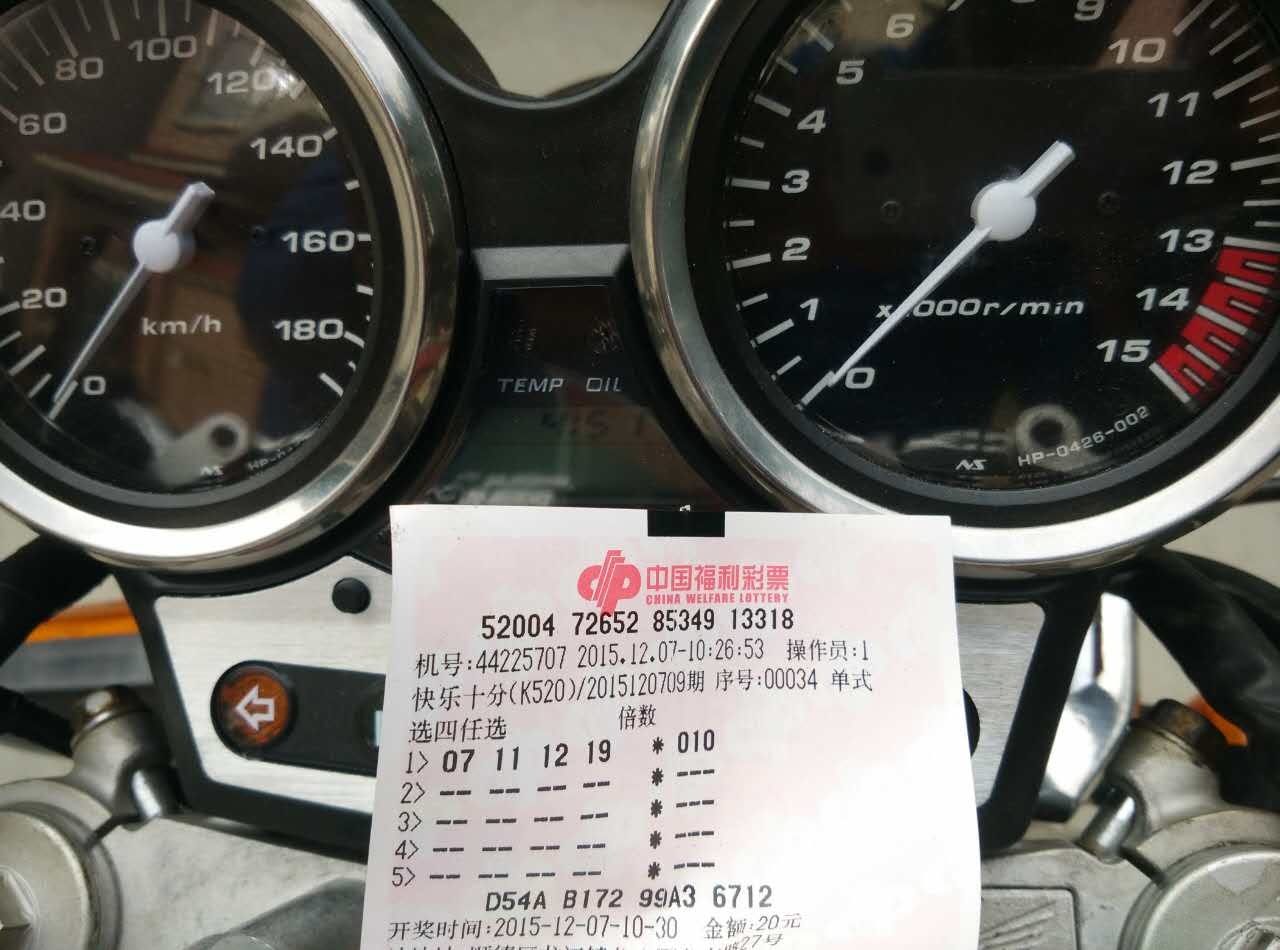 20
40
60
80
100
120
140
160
180
0
km/h
TEMP OIL
0
1
2
3
4
5
6
9
10
11
12
13
14
15
000r/min
NS
HP-0426-002
中国福利彩票
CHINA WELFARE LOTTERY
52004 72652 85349 13318
机号:44225707 2015.12.07-10:26:53 操作员:1
快乐十分(K520)/2015120709期 序号:00034 单式
选四任选 倍数
1> 07 11 12 19 * 010
2> -- -- -- -- * ---
3> -- -- -- -- * ---
4> -- -- -- -- * ---
5> -- -- -- -- * ---
D54A B172 99A3 6712
开奖时间:2015-12-07-10-30 金额:20元
27号